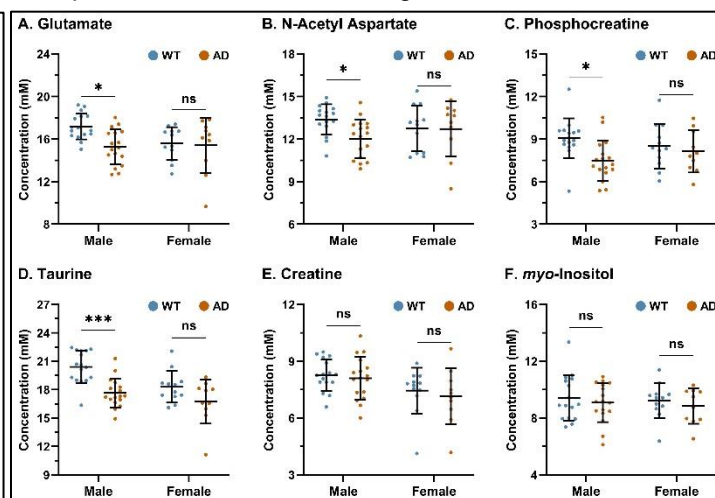 A. Glutamate
WT AD
Concentration (mM)
24
20
16
12
8
* ns
Male Female
B. N-Acetyl Aspartate
WT AD
Concentration (mM)
18
15
12
9
6
* ns
Male Female
C. Phosphocreatine
WT AD
Concentration (mM)
15
12
9
6
3
* ns
Male Female
D. Taurine
WT AD
Concentration (mM)
27
24
21
18
15
12
9
*** ns
Male Female
E. Creatine
WT AD
Concentration (mM)
12
9
6
3
ns ns
Male Female
F. myo-Inositol
WT AD
Concentration (mM)
16
12
8
4
ns ns
Male Female